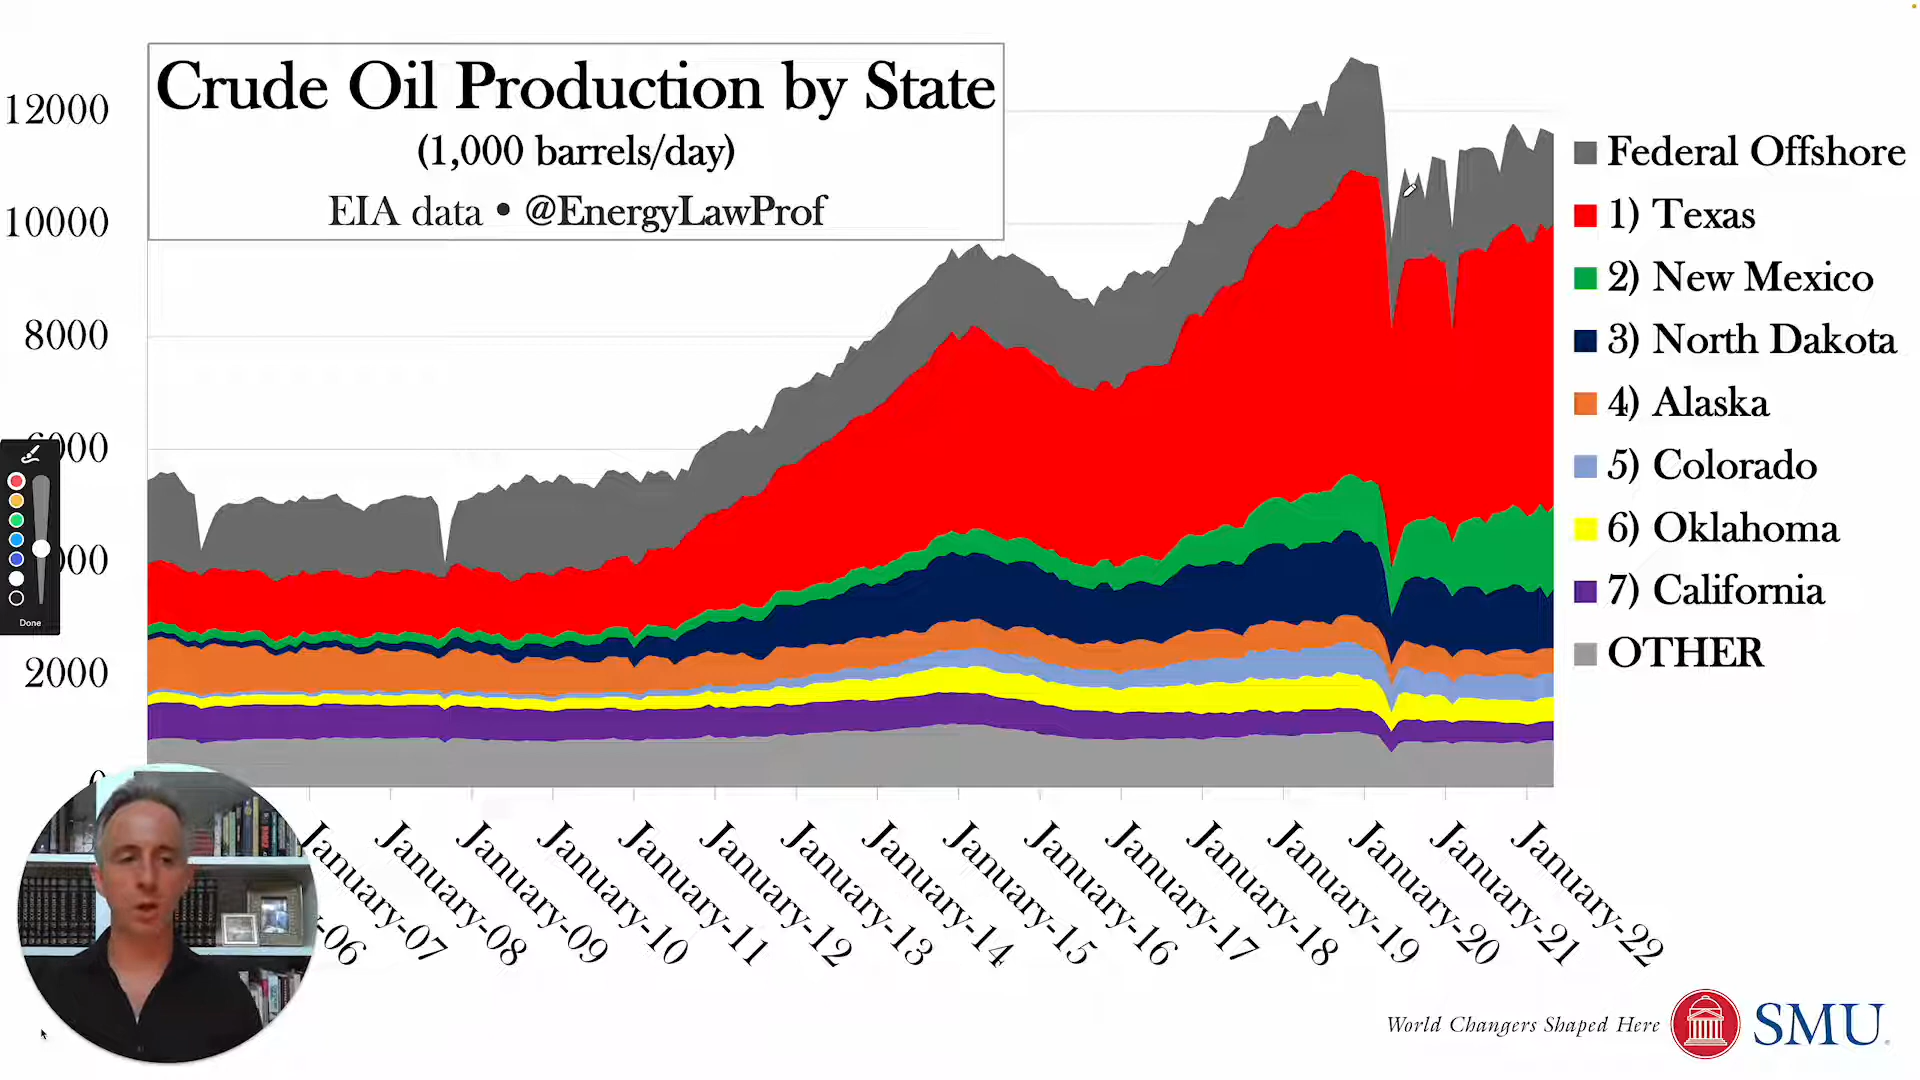 Crude Oil Production by State
(1,000 barrels/day)
EIA data • @EnergyLawProf
12000
10000
8000
2000
0
Federal Offshore
1) Texas
2) New Mexico
3) North Dakota
4) Alaska
5) Colorado
6) Oklahoma
7) California
OTHER
Done
January-07
January-08
January-09
January-10
January-11
January-12
January-13
January-14
January-15
January-16
January-17
January-18
January-19
January-20
January-21
January-22
World Changers Shaped Here
SMU